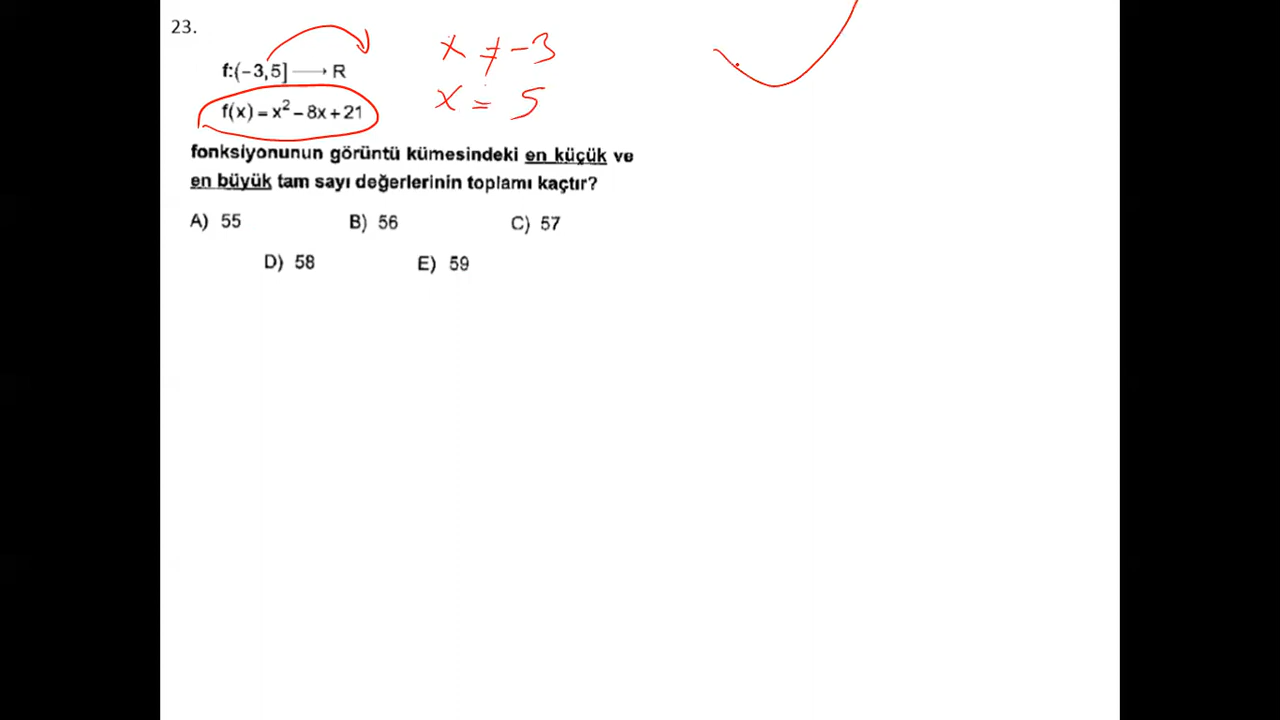 23.
f:(−3,5] ⟶ R
x ≠ −3
f(x) = x² − 8x + 21
x = 5
fonksiyonunun görüntü kümesindeki en küçük ve
en büyük tam sayı değerlerinin toplamı kaçtır?
A) 55 B) 56 C) 57
D) 58 E) 59